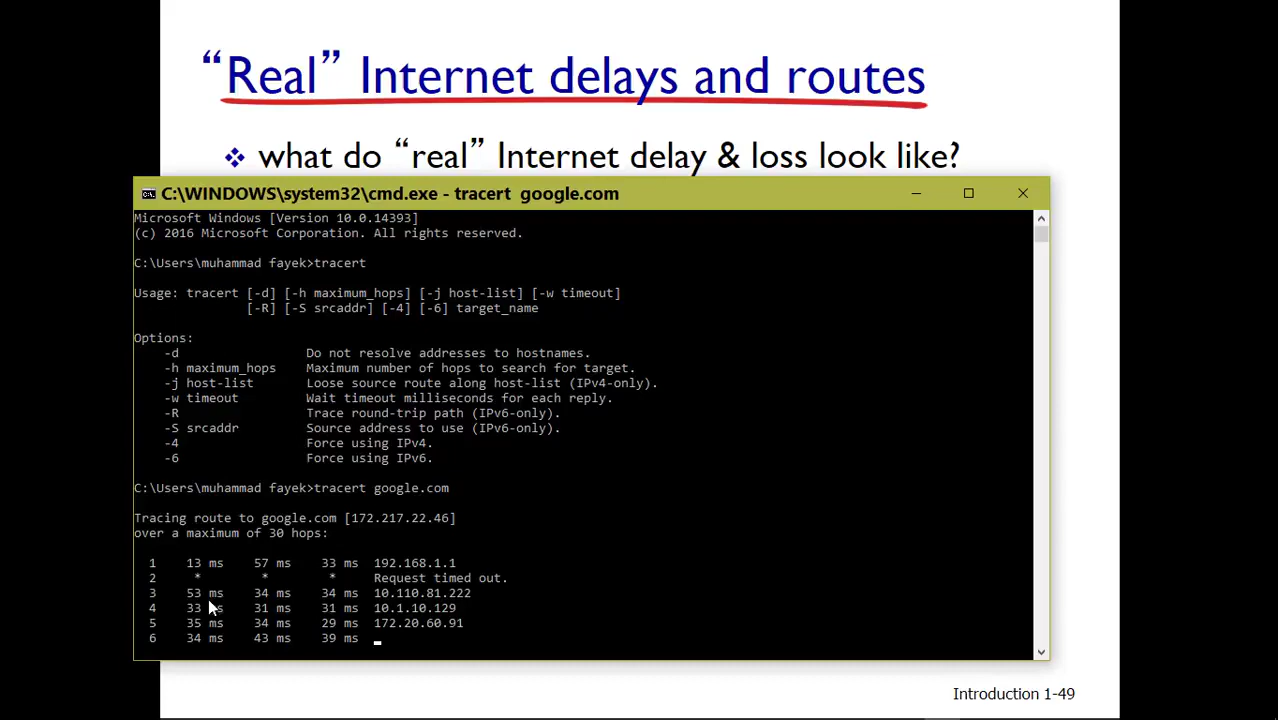 “Real” Internet delays and routes
❖ what do “real” Internet delay & loss look like?
C:\WINDOWS\system32\cmd.exe - tracert google.com
Microsoft Windows [Version 10.0.14393]
(c) 2016 Microsoft Corporation. All rights reserved.
C:\Users\muhammad fayek>tracert
Usage: tracert [-d] [-h maximum_hops] [-j host-list] [-w timeout]
[-R] [-S srcaddr] [-4] [-6] target_name
Options:
-d Do not resolve addresses to hostnames.
-h maximum_hops Maximum number of hops to search for target.
-j host-list Loose source route along host-list (IPv4-only).
-w timeout Wait timeout milliseconds for each reply.
-R Trace round-trip path (IPv6-only).
-S srcaddr Source address to use (IPv6-only).
-4 Force using IPv4.
-6 Force using IPv6.
C:\Users\muhammad fayek>tracert google.com
Tracing route to google.com [172.217.22.46]
over a maximum of 30 hops:
1 13 ms 57 ms 33 ms 192.168.1.1
2 * * * Request timed out.
3 53 ms 34 ms 34 ms 10.110.81.222
4 33 ms 31 ms 31 ms 10.1.10.129
5 35 ms 34 ms 29 ms 172.20.60.91
6 34 ms 43 ms 39 ms
Introduction 1-49